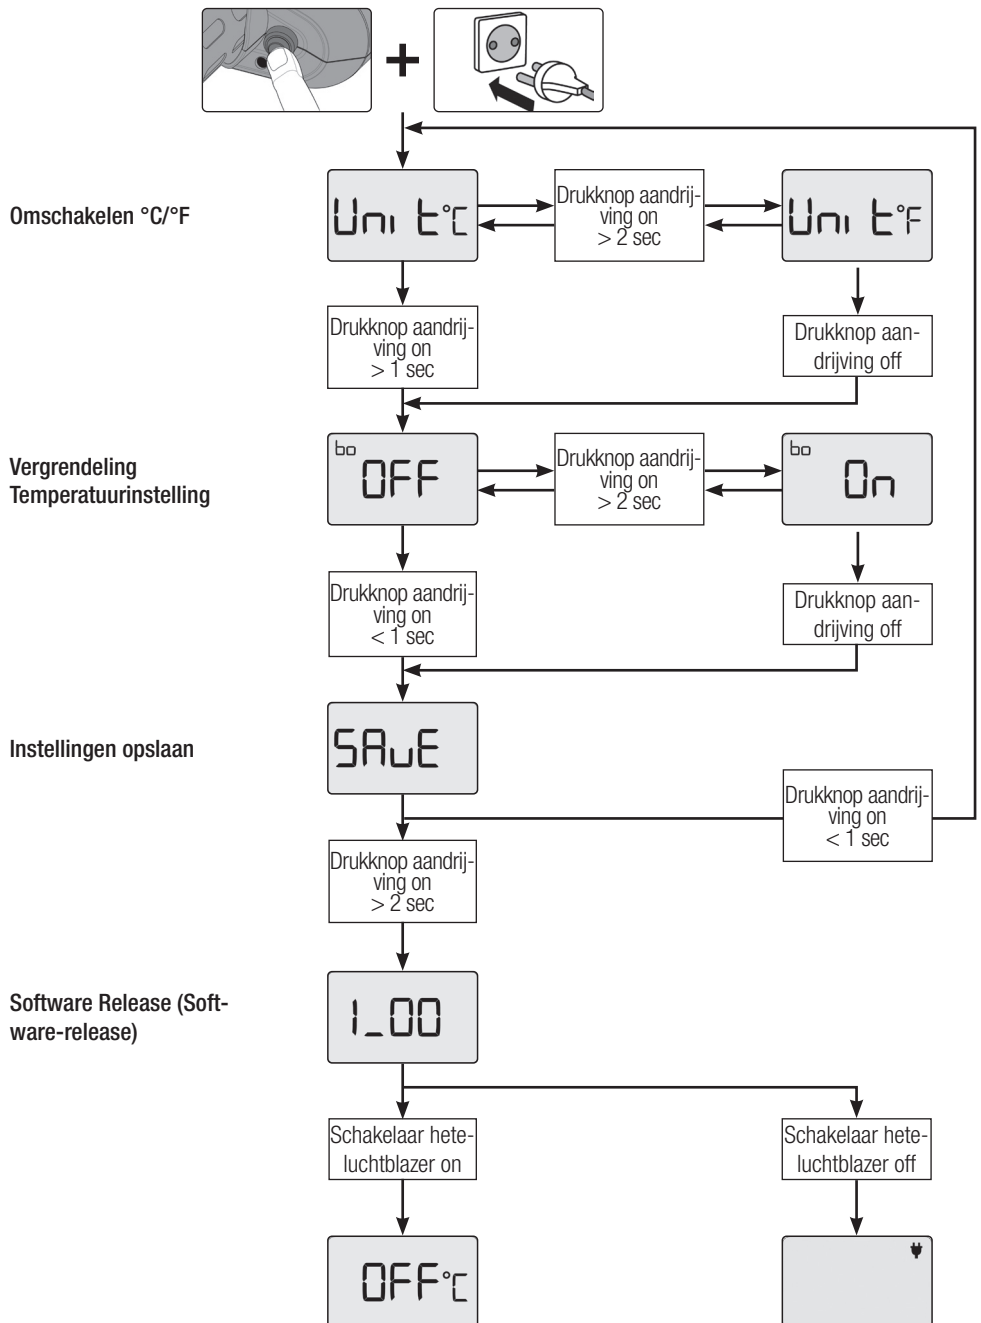 Omschakelen °C/°F
Unit°C
Drukknop aandrij-
ving on
> 2 sec
Unit°F
Drukknop aandrij-
ving on
> 1 sec
Drukknop aan-
drijving off
Vergrendeling
Temperatuurinstelling
bo
OFF
Drukknop aandrij-
ving on
> 2 sec
bo
On
Drukknop aandrij-
ving on
< 1 sec
Drukknop aan-
drijving off
Instellingen opslaan
SAvE
Drukknop aandrij-
ving on
< 1 sec
Drukknop aandrij-
ving on
> 2 sec
Software Release (Soft-
ware-release)
1_00
Schakelaar hete-
luchtblazer on
Schakelaar hete-
luchtblazer off
OFF°C